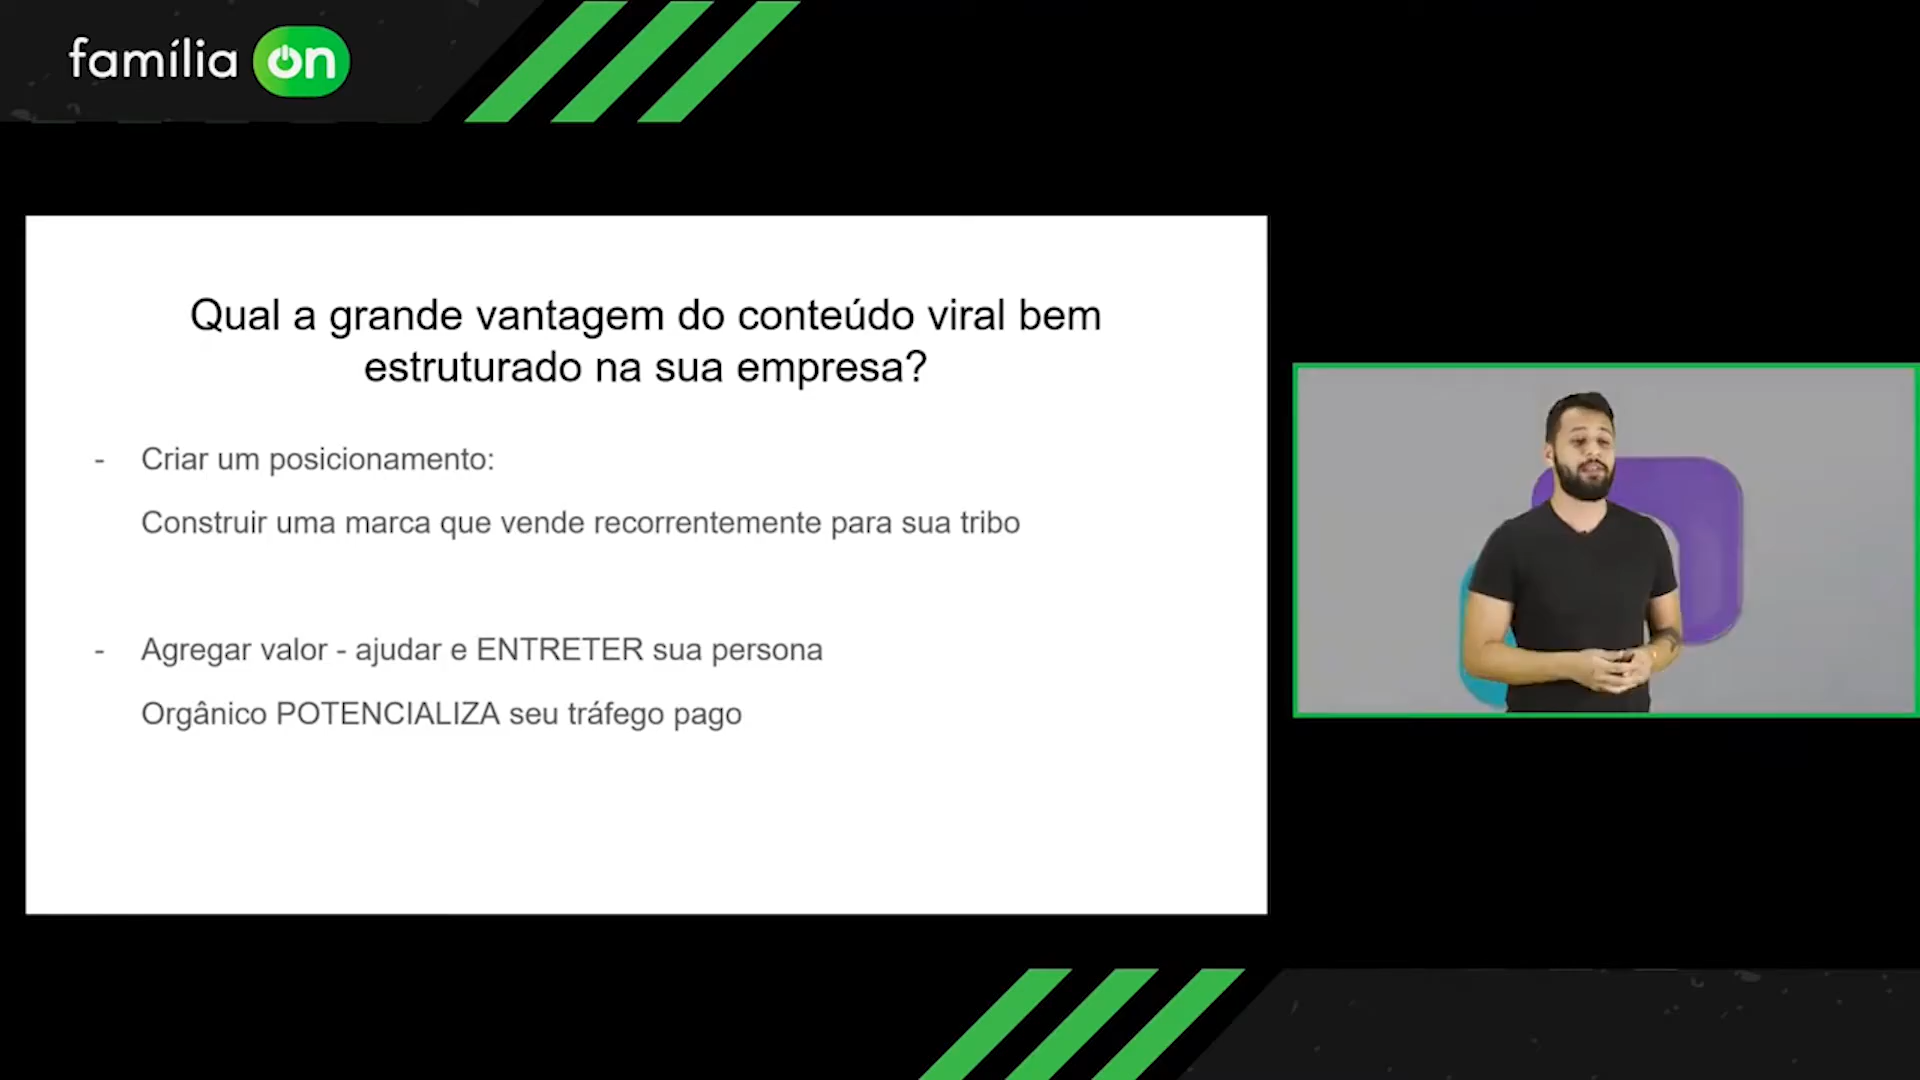 família on
Qual a grande vantagem do conteúdo viral bem
estruturado na sua empresa?
- Criar um posicionamento:
Construir uma marca que vende recorrentemente para sua tribo
- Agregar valor - ajudar e ENTRETER sua persona
Orgânico POTENCIALIZA seu tráfego pago